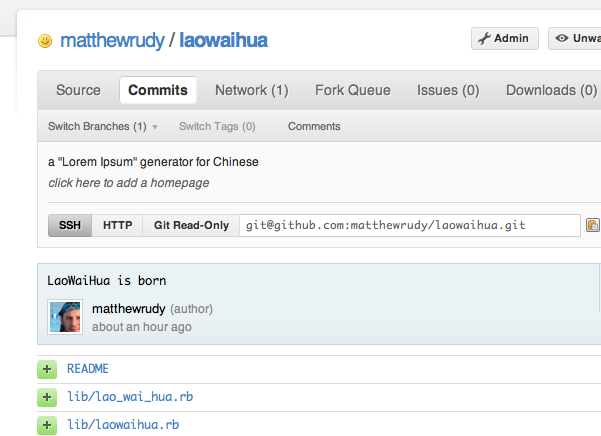 matthewrudy / laowaihua
Admin
Source Commits Network (1) Fork Queue Issues (0) Downloads (0)
Switch Branches (1) ▾ Switch Tags (0) Comments
a "Lorem Ipsum" generator for Chinese
click here to add a homepage
SSH HTTP Git Read-Only git@github.com:matthewrudy/laowaihua.git
LaoWaiHua is born
matthewrudy (author)
about an hour ago
+ README
+ lib/lao_wai_hua.rb
+ lib/laowaihua.rb